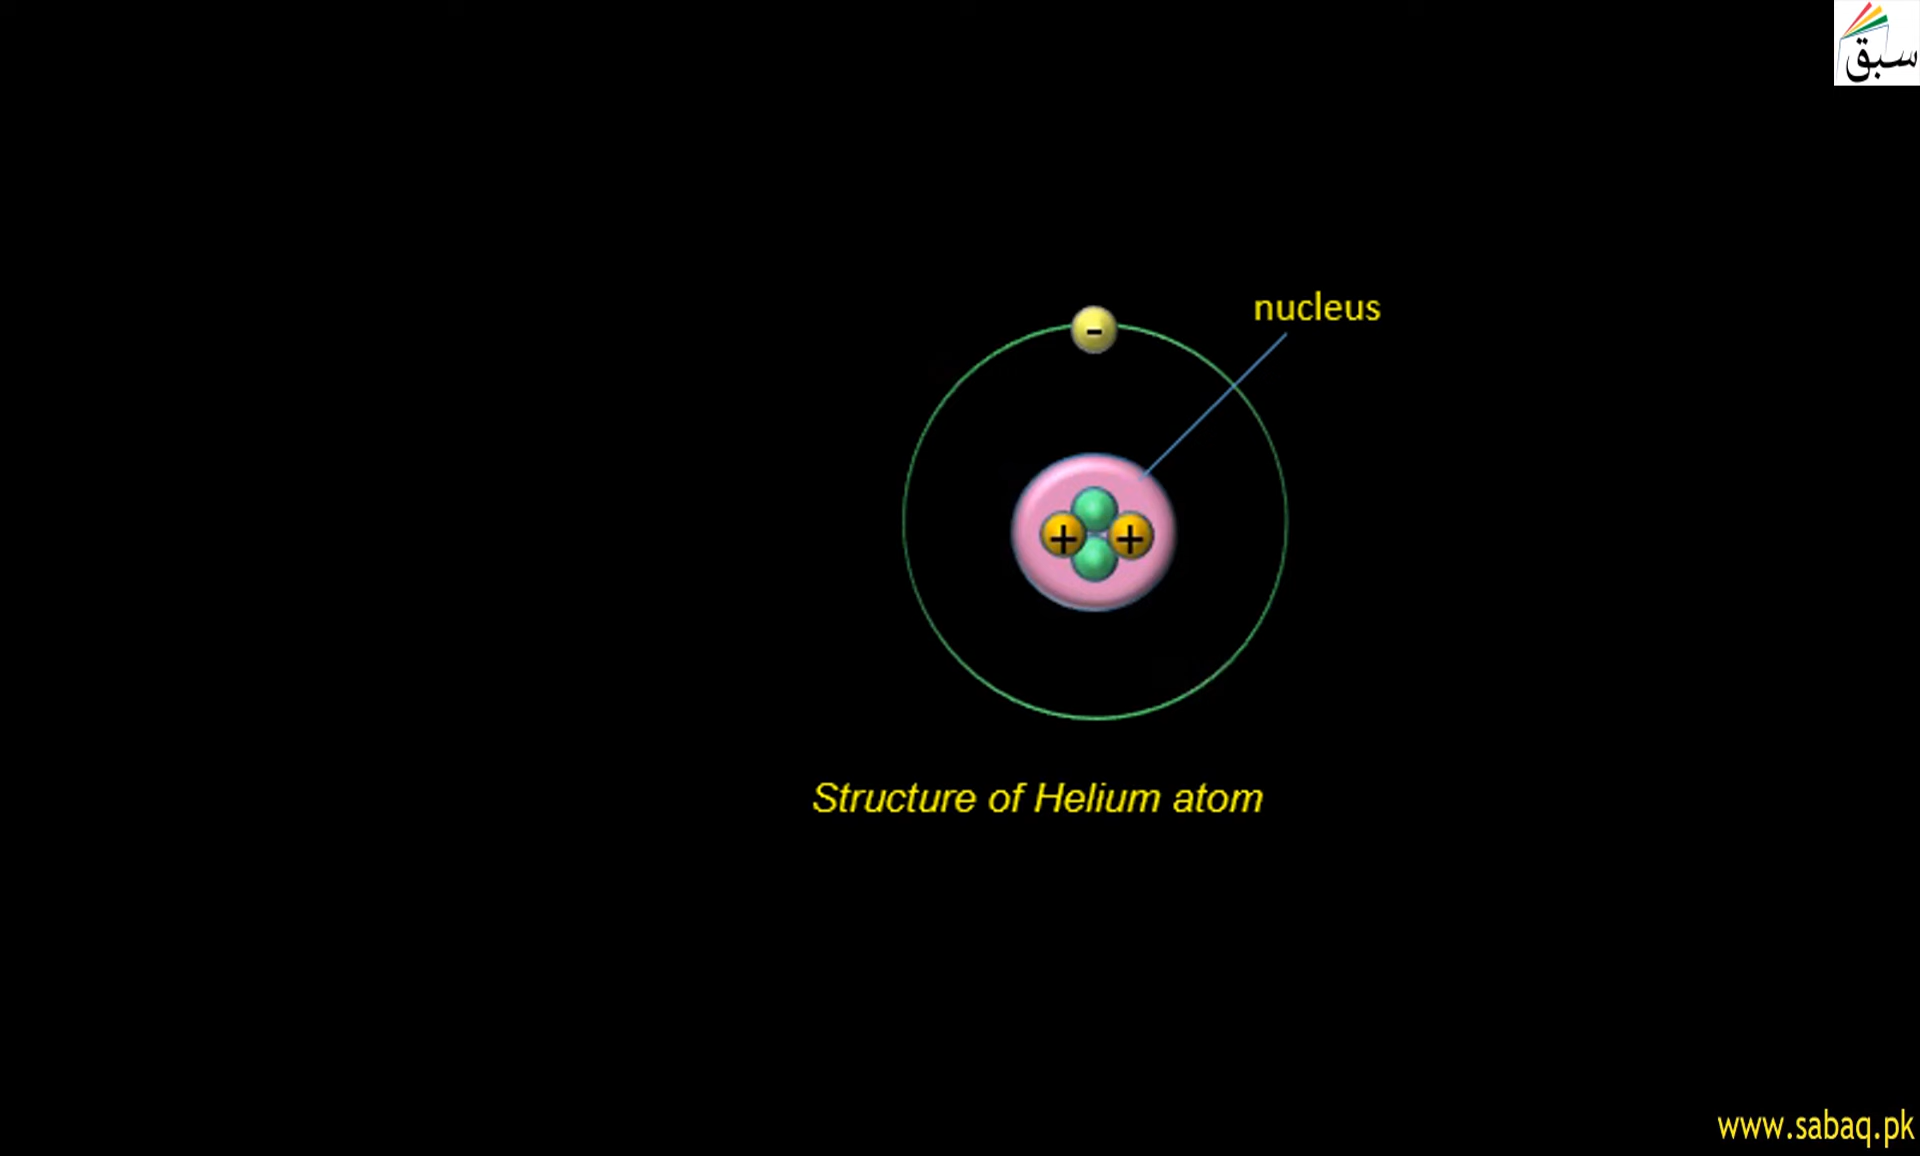 سبق
nucleus
-
+ +
Structure of Helium atom
www.sabaq.pk